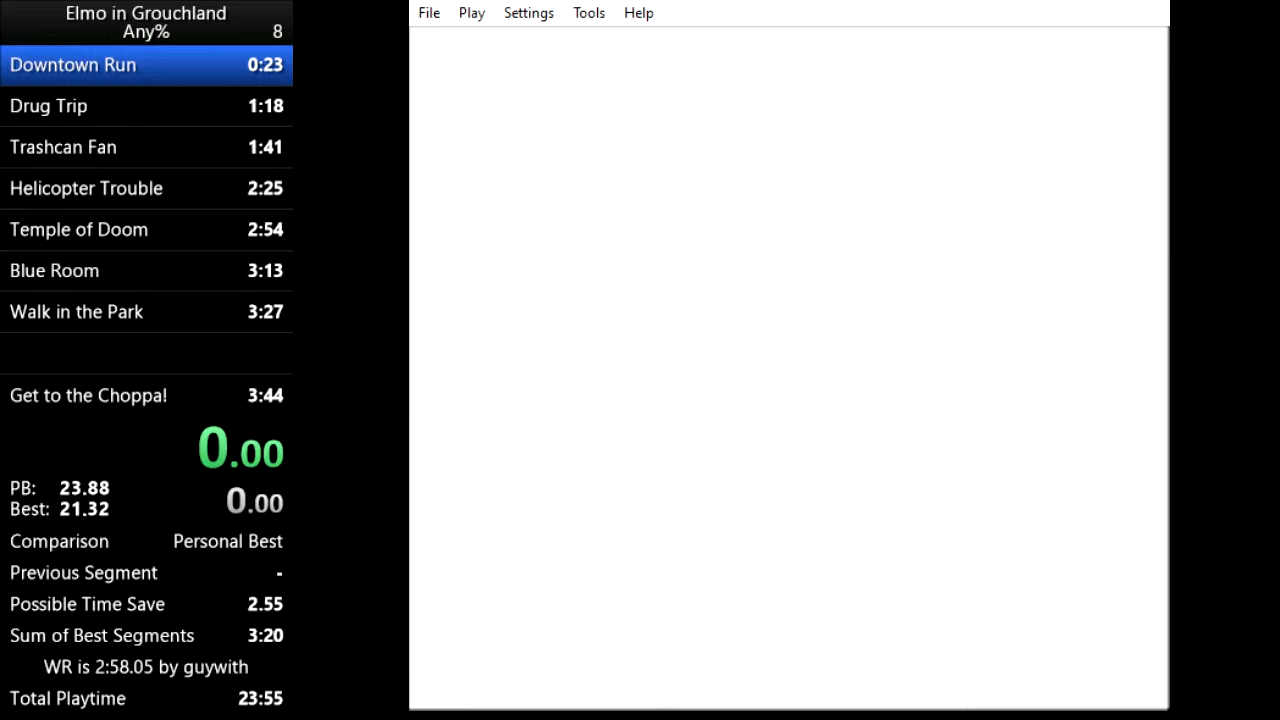 Elmo in Grouchland
Any% 8
Downtown Run 0:23
Drug Trip 1:18
Trashcan Fan 1:41
Helicopter Trouble 2:25
Temple of Doom 2:54
Blue Room 3:13
Walk in the Park 3:27
Get to the Choppa! 3:44
0.00
PB: 23.88
Best: 21.32
0.00
Comparison Personal Best
Previous Segment -
Possible Time Save 2.55
Sum of Best Segments 3:20
WR is 2:58.05 by guywith
Total Playtime 23:55
File Play Settings Tools Help